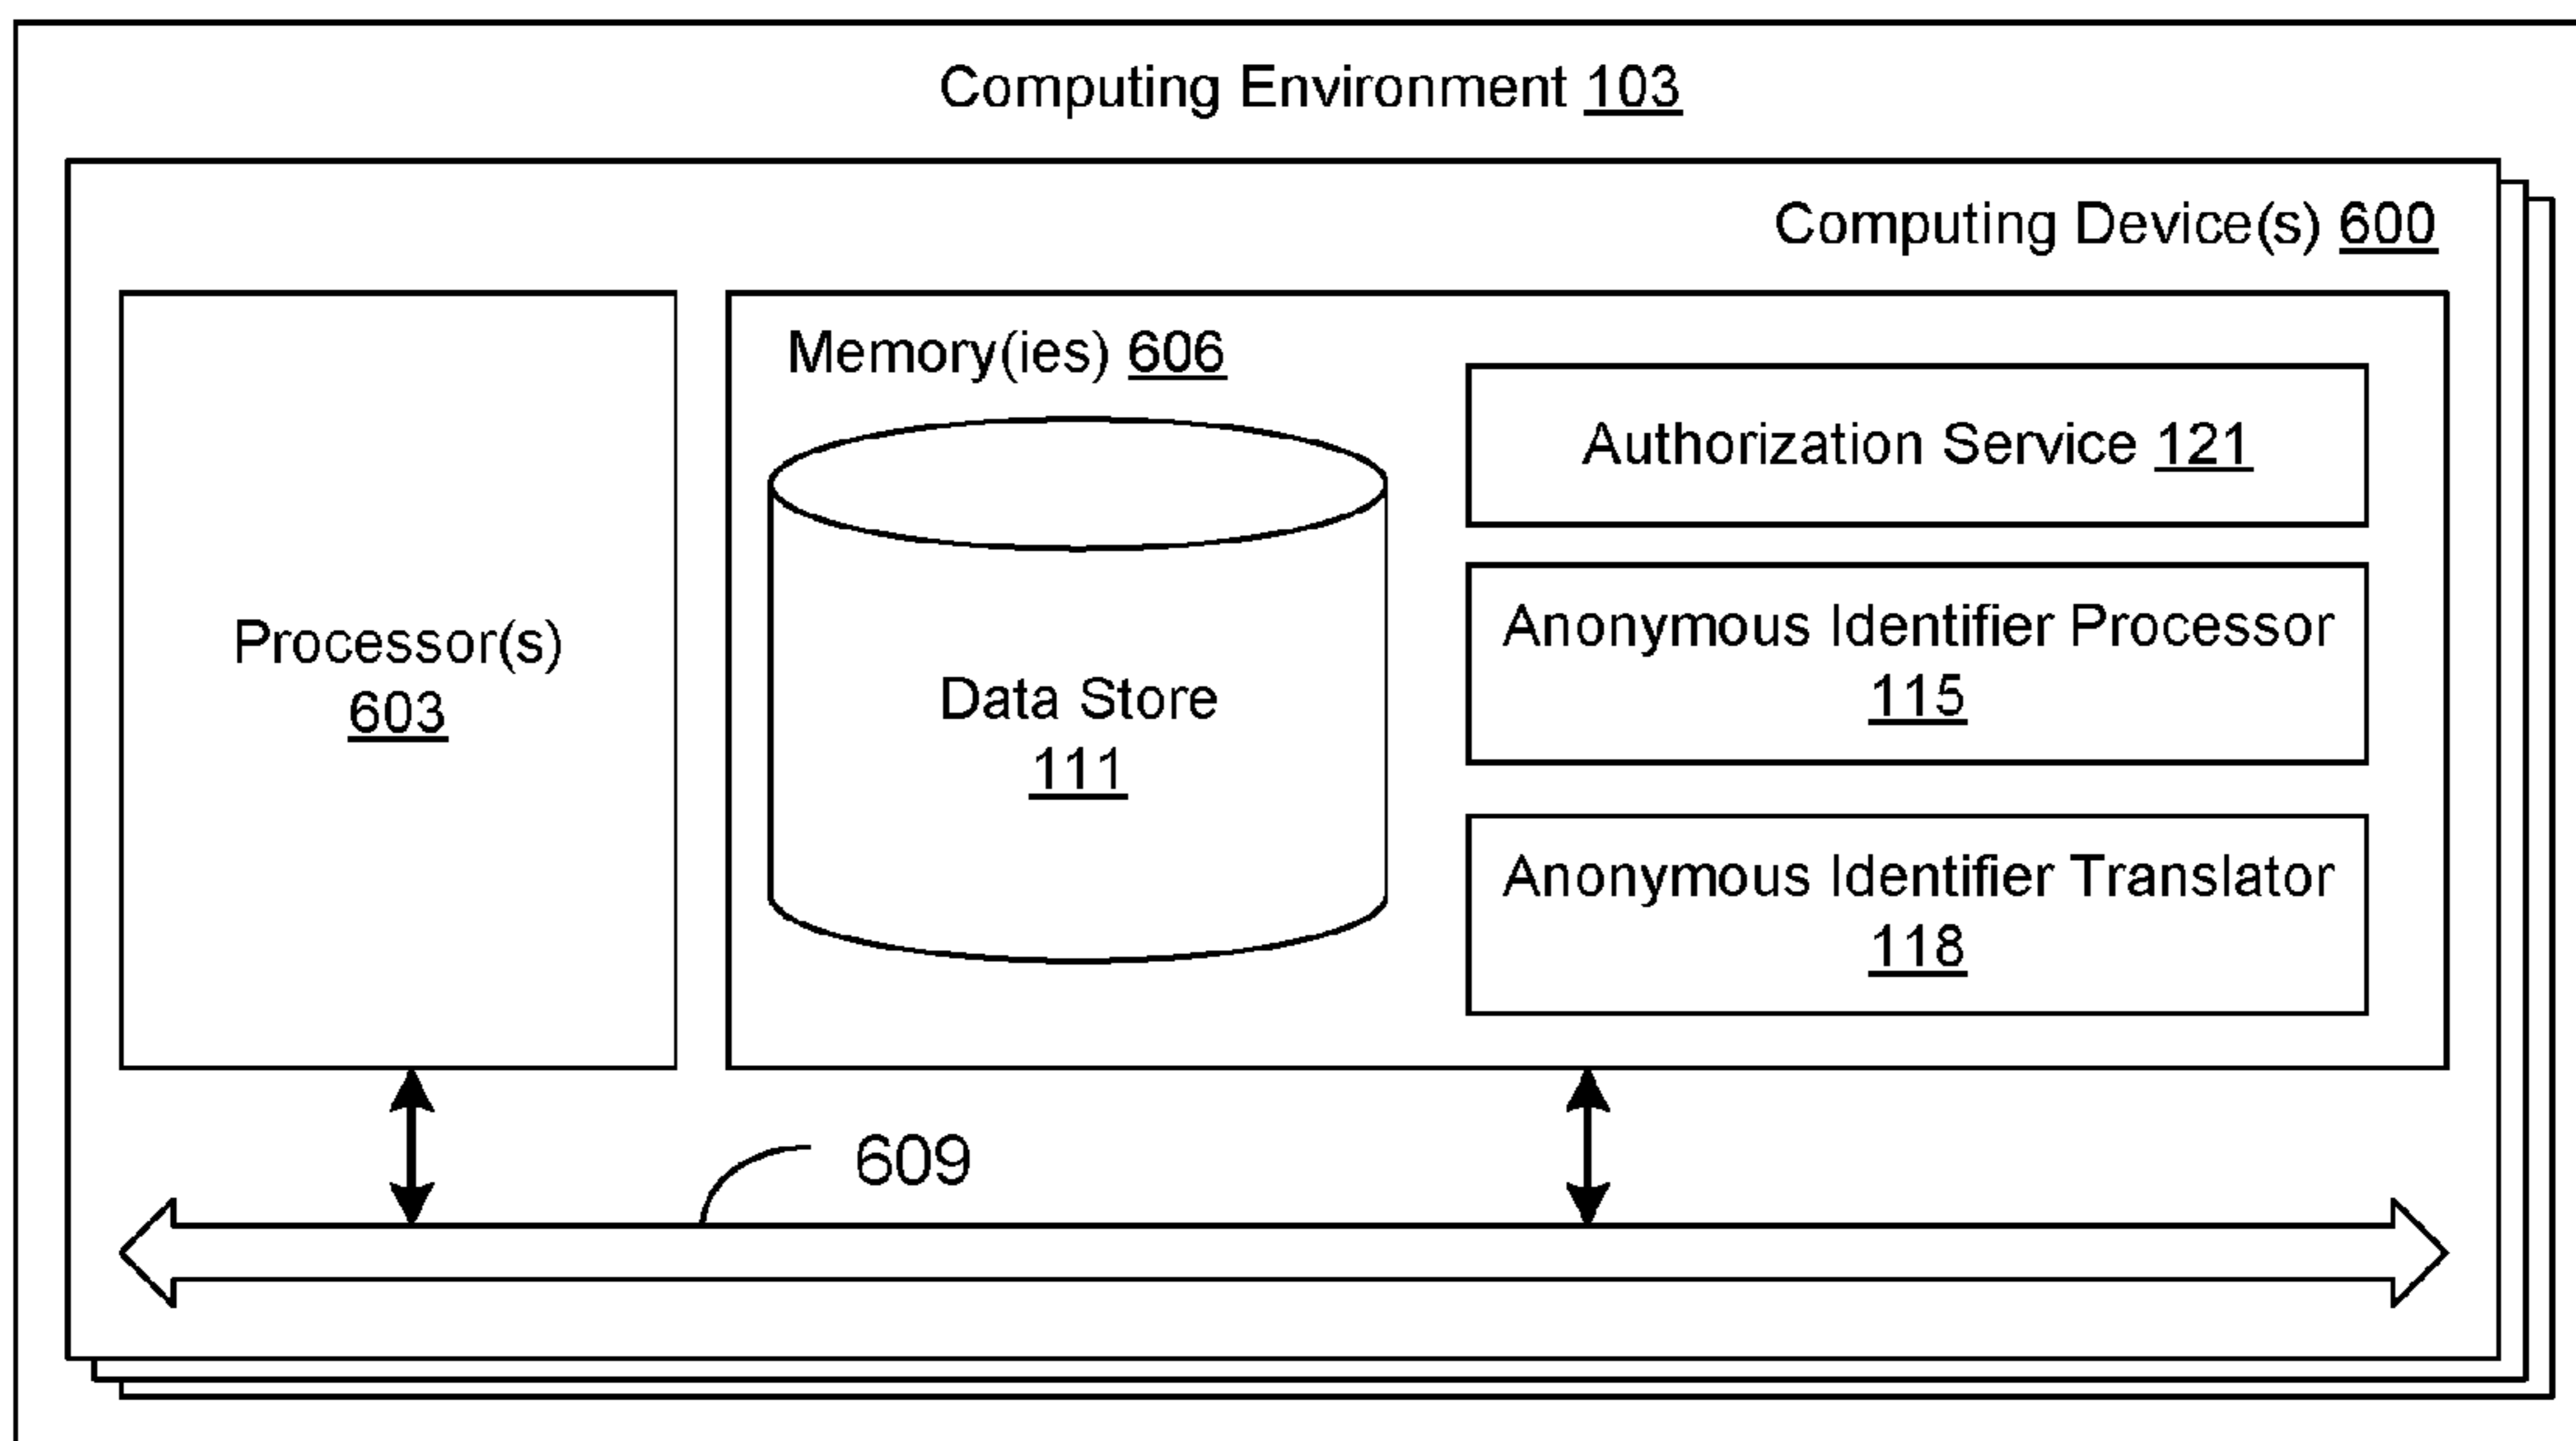 Computing Environment 103
Computing Device(s) 600
Processor(s)
603
Memory(ies) 606
Data Store
111
Authorization Service 121
Anonymous Identifier Processor
115
Anonymous Identifier Translator
118
609